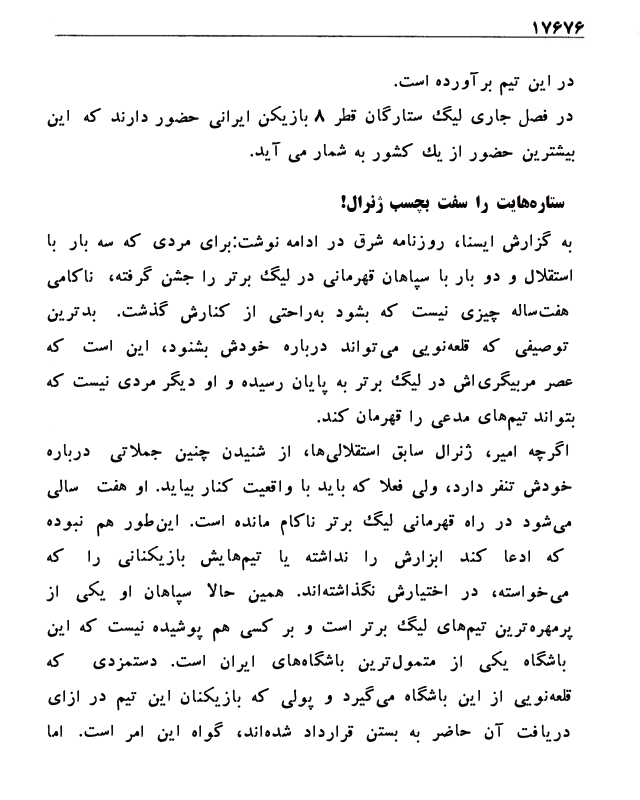 ۱۷۶۷۶
در این تیم برآورده است.
در فصل جاری لیگ ستارگان قطر ۸ بازیکن ایرانی حضور دارند که این
بیشترین حضور از یك کشور به شمار می آید.
ستاره‌هایت را سفت بچسب ژنرال!
به گزارش ایسنا، روزنامه شرق در ادامه نوشت:برای مردی که سه بار با
استقلال و دو بار با سپاهان قهرمانی در لیگ برتر را جشن گرفته، ناکامی
هفت‌ساله چیزی نیست که بشود به‌راحتی از کنارش گذشت. بدترین
توصیفی که قلعه‌نویی می‌تواند درباره خودش بشنود، این است که
عصر مربیگری‌اش در لیگ برتر به پایان رسیده و او دیگر مردی نیست که
بتواند تیم‌های مدعی را قهرمان کند.
اگرچه امیر، ژنرال سابق استقلالی‌ها، از شنیدن چنین جملاتی درباره
خودش تنفر دارد، ولی فعلا که باید با واقعیت کنار بیاید. او هفت سالی
می‌شود در راه قهرمانی لیگ برتر ناکام مانده است. این‌طور هم نبوده
که ادعا کند ابزارش را نداشته یا تیم‌هایش بازیکنانی را که
می‌خواسته، در اختیارش نگذاشته‌اند. همین حالا سپاهان او یکی از
پرمهره‌ترین تیم‌های لیگ برتر است و بر کسی هم پوشیده نیست که این
باشگاه یکی از متمول‌ترین باشگاه‌های ایران است. دستمزدی که
قلعه‌نویی از این باشگاه می‌گیرد و پولی که بازیکنان این تیم در ازای
دریافت آن حاضر به بستن قرارداد شده‌اند، گواه این امر است. اما